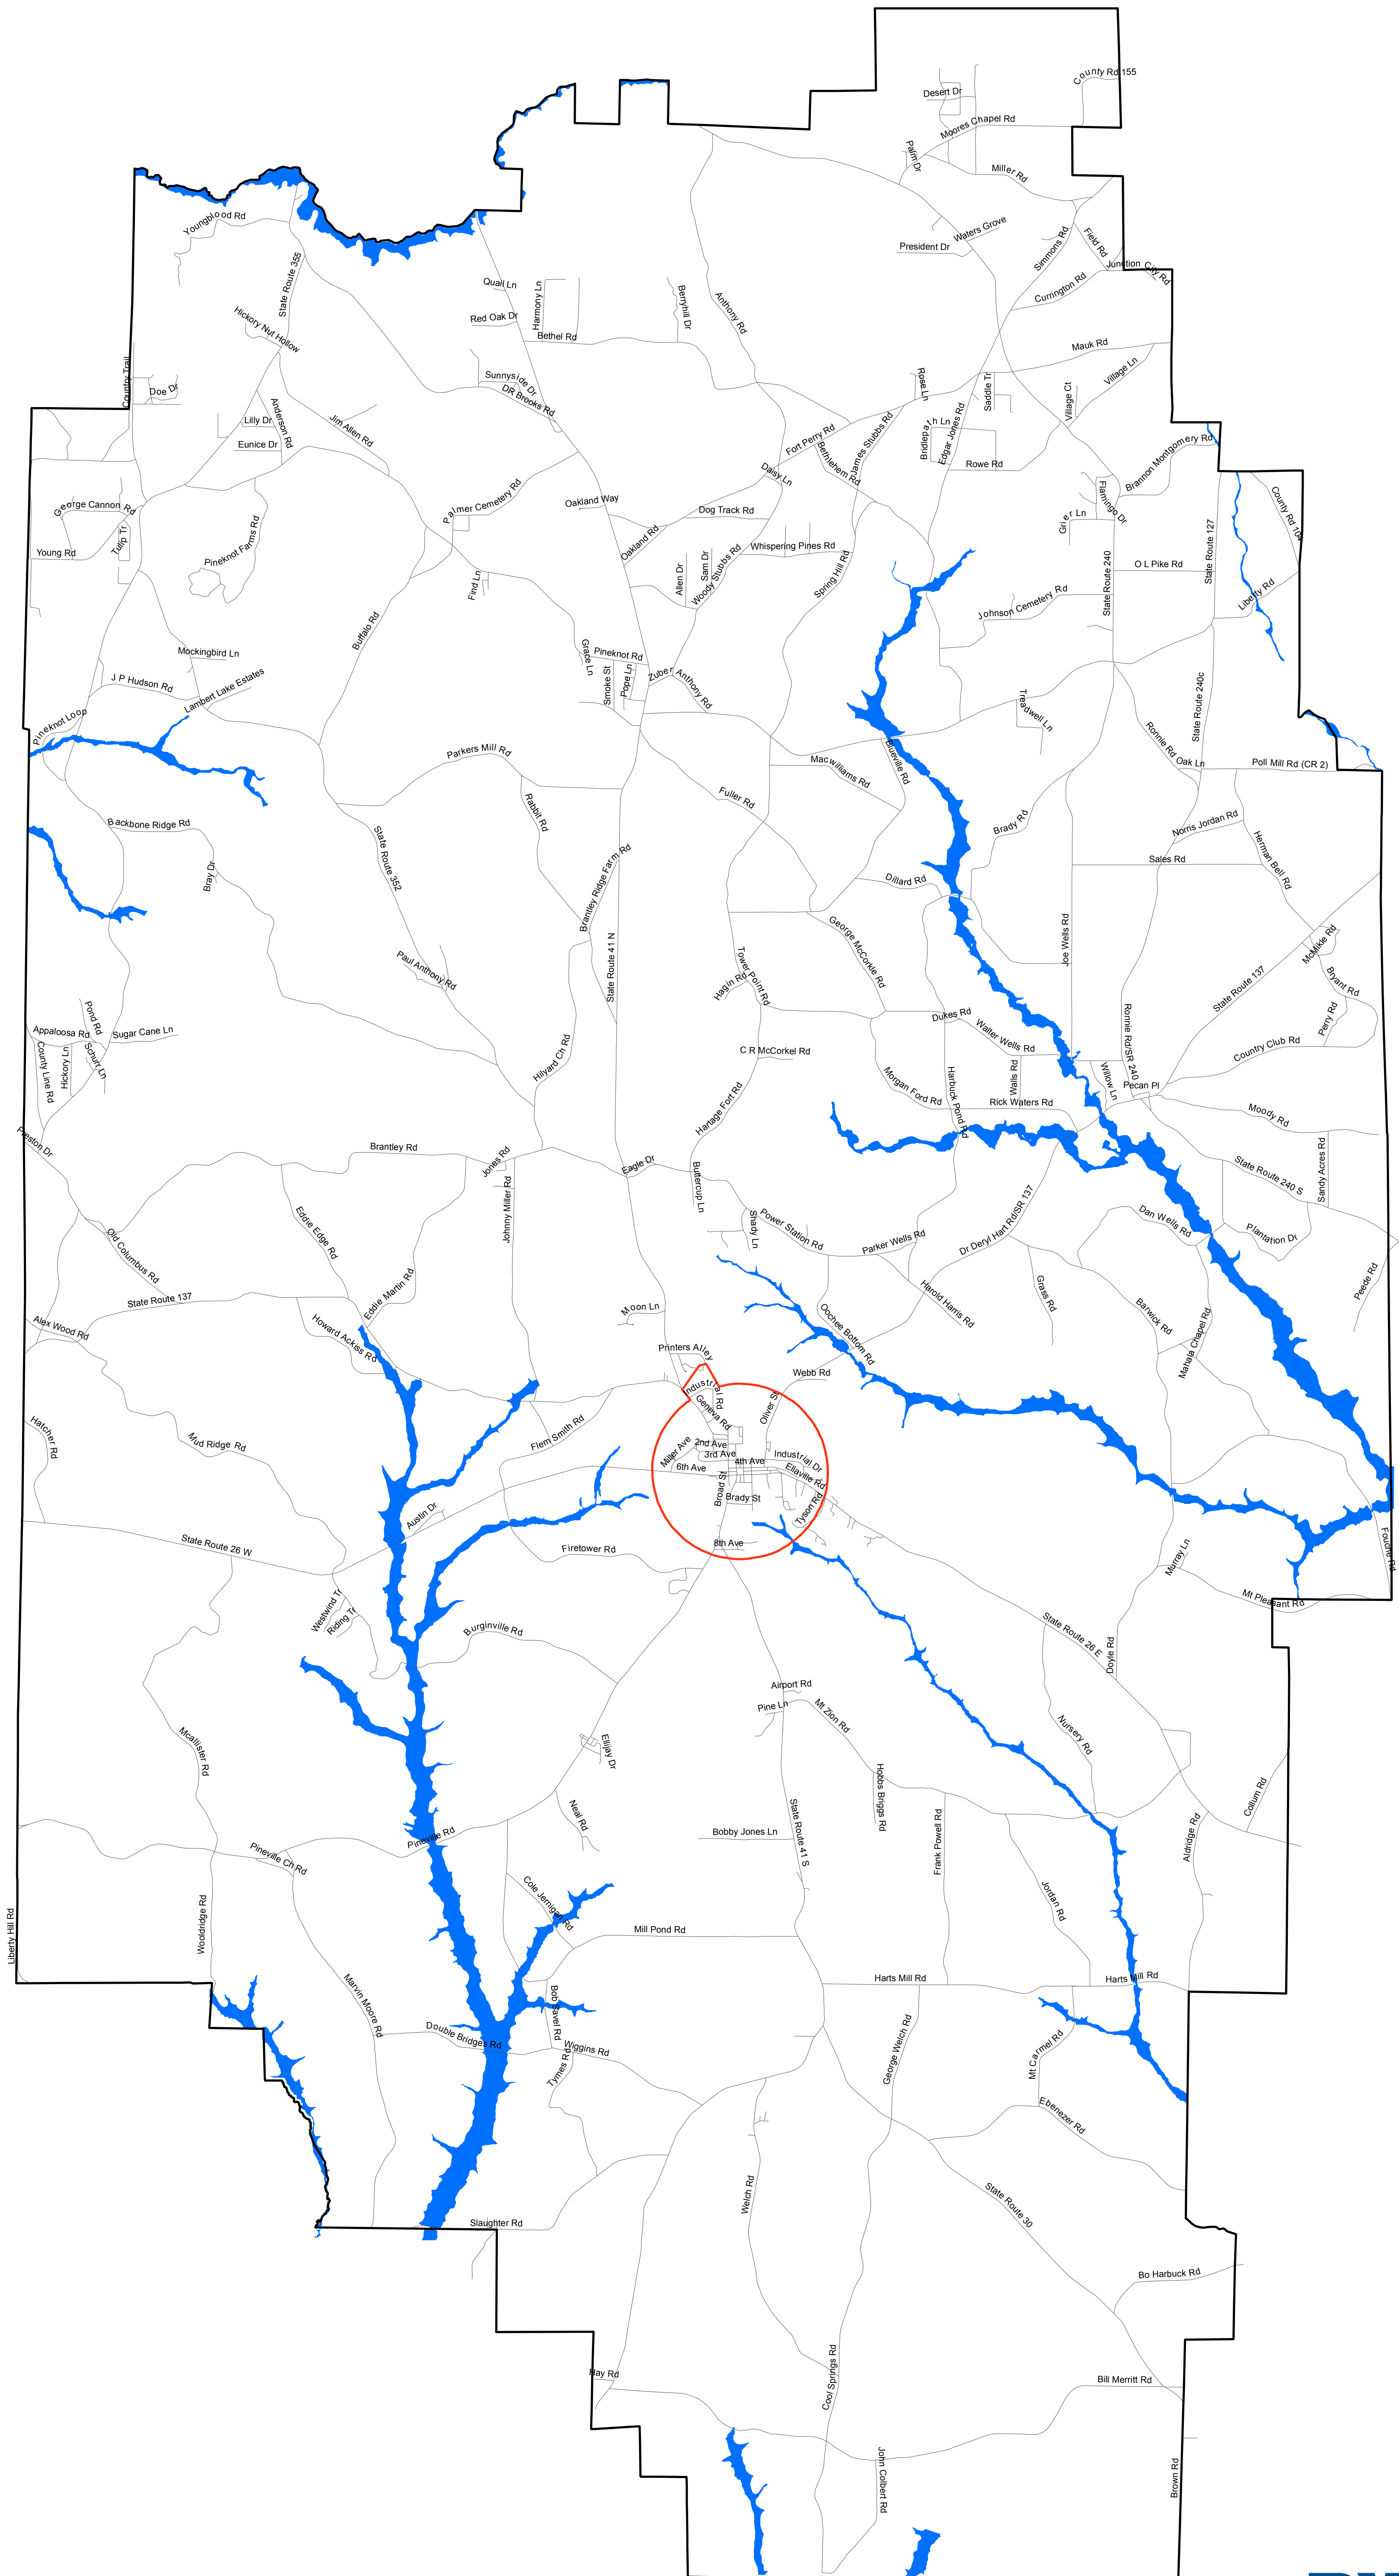 County Rd 155
Desert Dr
Moores Chapel Rd
Palm Dr
Miller Rd
Youngblood Rd
Waters Grove
President Dr
Simmons Rd
Field Rd
Junction City Rd
State Route 355
Currington Rd
Quail Ln
Harmony Ln
Berryhill Dr
Anthony Rd
Red Oak Dr
Hickory Nut Hollow
Bethel Rd
Mauk Rd
Village Ln
Country Trail
Doe Dr
Sunnyside Dr
DR Brooks Rd
Rose Ln
Saddle Tr
Village Ct
Anderson Rd
Lilly Dr
Jim Allen Rd
Eunice Dr
Fort Perry Rd
James Stubbs Rd
Bridlepath Ln
Edgar Jones Rd
Bethlehem Rd
Daisy Ln
Rowe Rd
Brannon Montgomery Rd
George Cannon Rd
Palmer Cemetery Rd
Oakland Way
Dog Track Rd
Flamingo Dr
Grier Ln
County Rd 104
Young Rd
Tulip Tr
Pineknot Farms Rd
Oakland Rd
Whispering Pines Rd
State Route 240
State Route 127
O L Pike Rd
Allen Dr
Sam Dr
Woody Stubbs Rd
Spring Hill Rd
Find Ln
Johnson Cemetery Rd
Liberty Rd
Buffalo Rd
Mockingbird Ln
Grace Ln
Pineknot Rd
Smoke St
Pope Ln
Zuber Anthony Rd
J P Hudson Rd
Lambert Lake Estates
Treadwell Ln
State Route 240c
Pineknot Loop
Ronnie Rd
Parkers Mill Rd
Macwilliams Rd
Blueville Rd
Oak Ln
Poll Mill Rd (CR 2)
Rabbit Rd
Fuller Rd
Backbone Ridge Rd
State Route 352
Brady Rd
Norris Jordan Rd
Herman Bell Rd
Bray Dr
Brantley Ridge Farm Rd
Dillard Rd
Sales Rd
State Route 41 N
George McCorkle Rd
Joe Wells Rd
McMikle Rd
Paul Anthony Rd
Hagin Rd
Tower Point Rd
State Route 137
Bryant Rd
Pond Rd
Appaloosa Rd
Sugar Cane Ln
Dukes Rd
Walter Wells Rd
Ronnie Rd/SR 240
Perry Rd
County Line Rd
Hickory Ln
Schurr Ln
Hilyard Ch Rd
C R McCorkel Rd
Country Club Rd
Walls Rd
Willow Ln
Pecan Pl
Morgan Ford Rd
Harbuck Pond Rd
Rick Waters Rd
Moody Rd
Hartage Fort Rd
Preston Dr
Brantley Rd
Jones Rd
Eagle Dr
Buttercup Ln
State Route 240 S
Sandy Acres Rd
Johnny Miller Rd
Eddie Edge Rd
Shady Ln
Power Station Rd
Parker Wells Rd
Dr Deryl Hart Rd/SR 137
Dan Wells Rd
Plantation Dr
Old Columbus Rd
Eddie Martin Rd
Harold Harris Rd
Grass Rd
Peede Rd
State Route 137
Moon Ln
Oochee Bottom Rd
Barwick Rd
Alex Wood Rd
Howard Ackiss Rd
Mahala Chapel Rd
Printers Alley
Webb Rd
Industrial Rd
Geneva Rd
Oliver St
Hatcher Rd
Mud Ridge Rd
Flem Smith Rd
Miller Ave
2nd Ave
3rd Ave
4th Ave
Industrial Dr
6th Ave
Ellaville Rd
Broad St
Brady St
Tyson Rd
Austin Dr
State Route 26 W
Firetower Rd
8th Ave
Fouche Rd
Murray Ln
Mt Pleasant Rd
Westwind Tr
Riding Tr
Burginville Rd
State Route 26 E
Doyle Rd
Airport Rd
Pine Ln
Mt Zion Rd
Mcallister Rd
Ellijay Dr
Nursery Rd
Hobbs Briggs Rd
Collum Rd
Neal Rd
State Route 41 S
Frank Powell Rd
Bobby Jones Ln
Aldridge Rd
Pineville Rd
Pineville Ch Rd
Cole Jernigan Rd
Jordan Rd
Liberty Hill Rd
Wooldridge Rd
Mill Pond Rd
Marvin Moore Rd
Harts Mill Rd
Harts Mill Rd
Bob Savel Rd
Double Bridges Rd
Wiggins Rd
Tymes Rd
George Welch Rd
Mt Carmel Rd
Ebenezer Rd
Welch Rd
State Route 30
Slaughter Rd
Bo Harbuck Rd
Hay Rd
Cool Springs Rd
Bill Merritt Rd
John Colbert Rd
Brown Rd